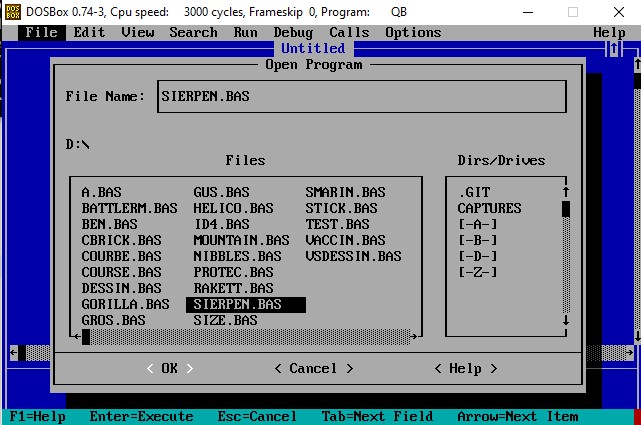 DOSBox 0.74-3, Cpu speed: 3000 cycles, Frameskip 0, Program: QB
File Edit View Search Run Debug Calls Options Help
Untitled
Open Program
File Name: SIERPEN.BAS
D:\
Files Dirs/Drives
A.BAS GUS.BAS SMARIN.BAS .GIT
BATTLERM.BAS HELICO.BAS STICK.BAS CAPTURES
BEN.BAS ID4.BAS TEST.BAS [-A-]
CBRICK.BAS MOUNTAIN.BAS VACCIN.BAS [-B-]
COURBE.BAS NIBBLES.BAS VSDESSIN.BAS [-D-]
COURSE.BAS PROTEC.BAS [-Z-]
DESSIN.BAS RAKETT.BAS
GORILLA.BAS SIERPEN.BAS
GROS.BAS SIZE.BAS
< OK > < Cancel > < Help >
F1=Help Enter=Execute Esc=Cancel Tab=Next Field Arrow=Next Item